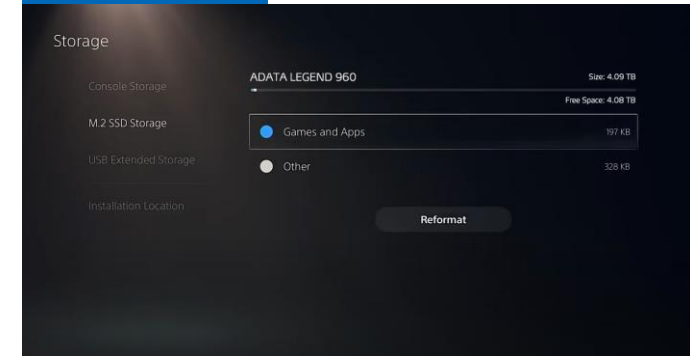 Storage
Console Storage
M.2 SSD Storage
USB Extended Storage
Installation Location
ADATA LEGEND 960
Size: 4.09 TB
Free Space: 4.08 TB
Games and Apps
197 KB
Other
328 KB
Reformat